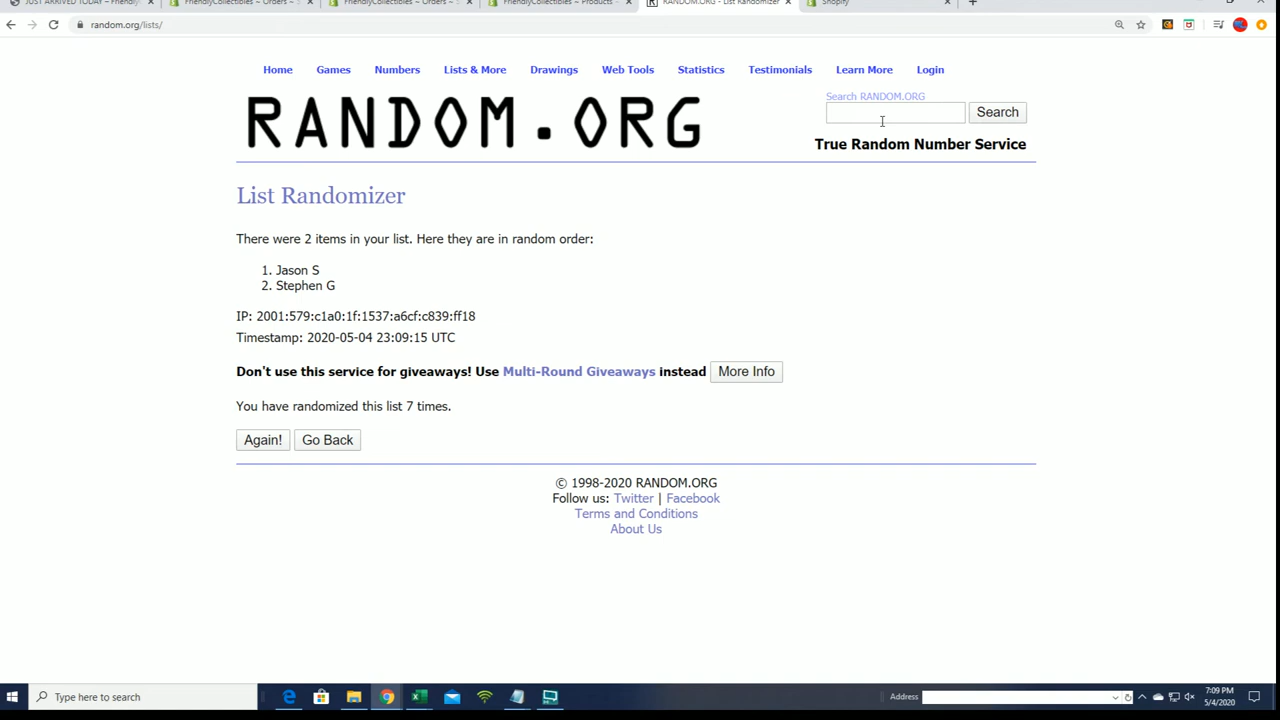 JUST ARRIVED TODAY – Friendly
FriendlyCollectibles ~ Orders ~
FriendlyCollectibles ~ Orders ~
FriendlyCollectibles ~ Products ~
RANDOM.ORG - List Randomizer
Shopify
random.org/lists/
Home Games Numbers Lists & More Drawings Web Tools Statistics Testimonials Learn More Login
Search RANDOM.ORG
RANDOM.ORG
Search
True Random Number Service
List Randomizer
There were 2 items in your list. Here they are in random order:
1. Jason S
2. Stephen G
IP: 2001:579:c1a0:1f:1537:a6cf:c839:ff18
Timestamp: 2020-05-04 23:09:15 UTC
Don't use this service for giveaways! Use Multi-Round Giveaways instead More Info
You have randomized this list 7 times.
Again! Go Back
© 1998-2020 RANDOM.ORG
Follow us: Twitter | Facebook
Terms and Conditions
About Us
Type here to search
Address
7:09 PM
5/4/2020